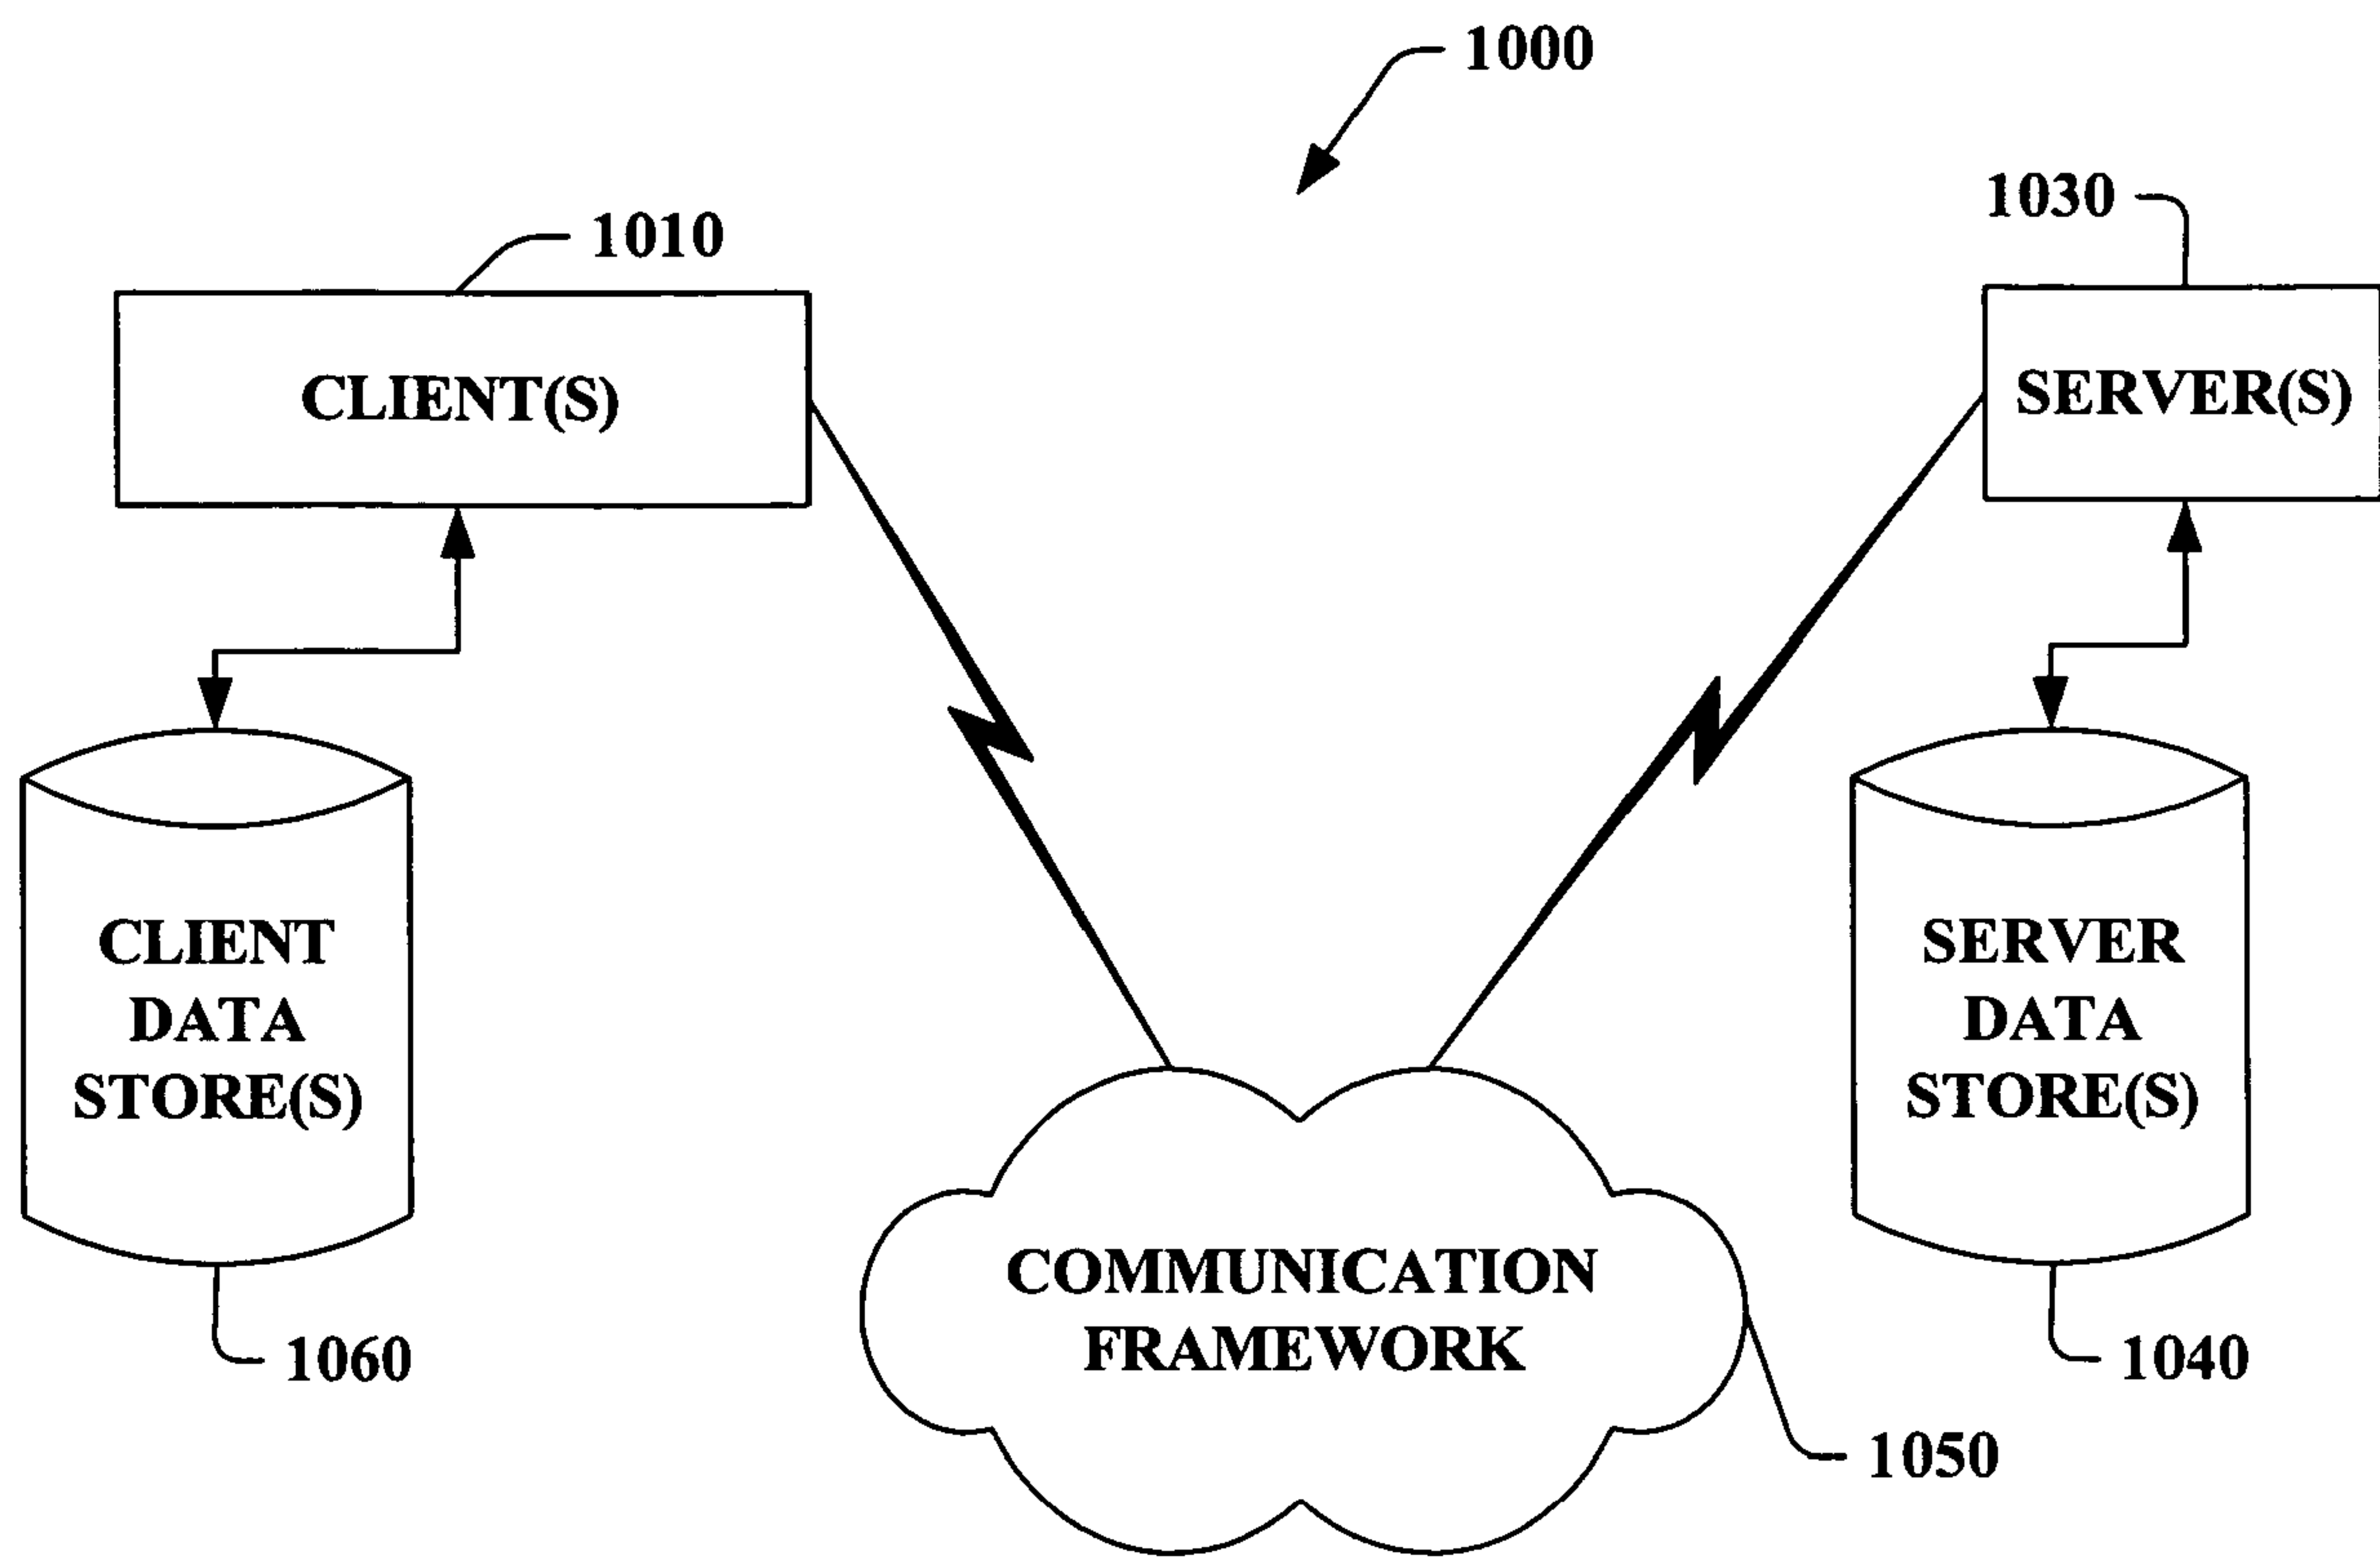 1000
1010
1030
CLIENT(S)
SERVER(S)
CLIENT
DATA
STORE(S)
SERVER
DATA
STORE(S)
COMMUNICATION
FRAMEWORK
1060
1040
1050